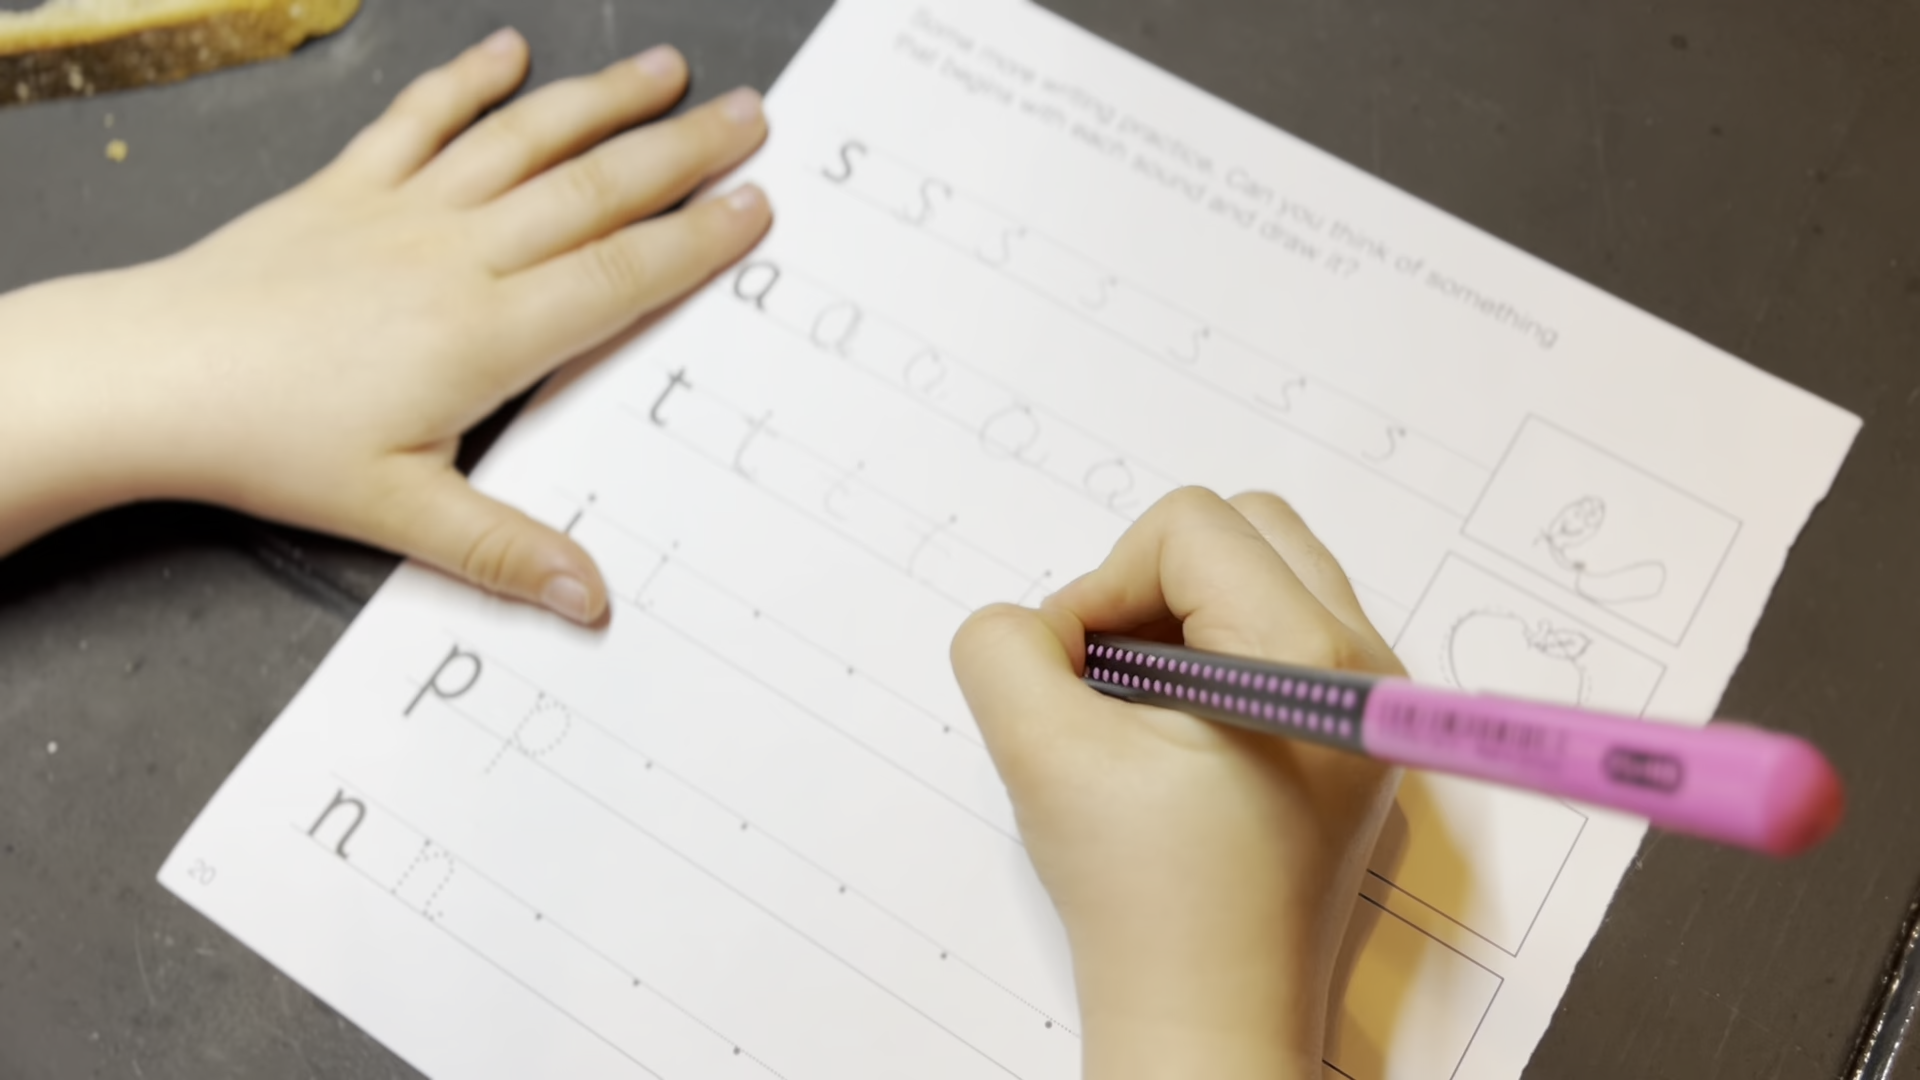 Some more writing practice. Can you think of something
that begins with each sound and draw it?
s s s s s s s
a a a a a
t t t t
i i
p p
n n
20